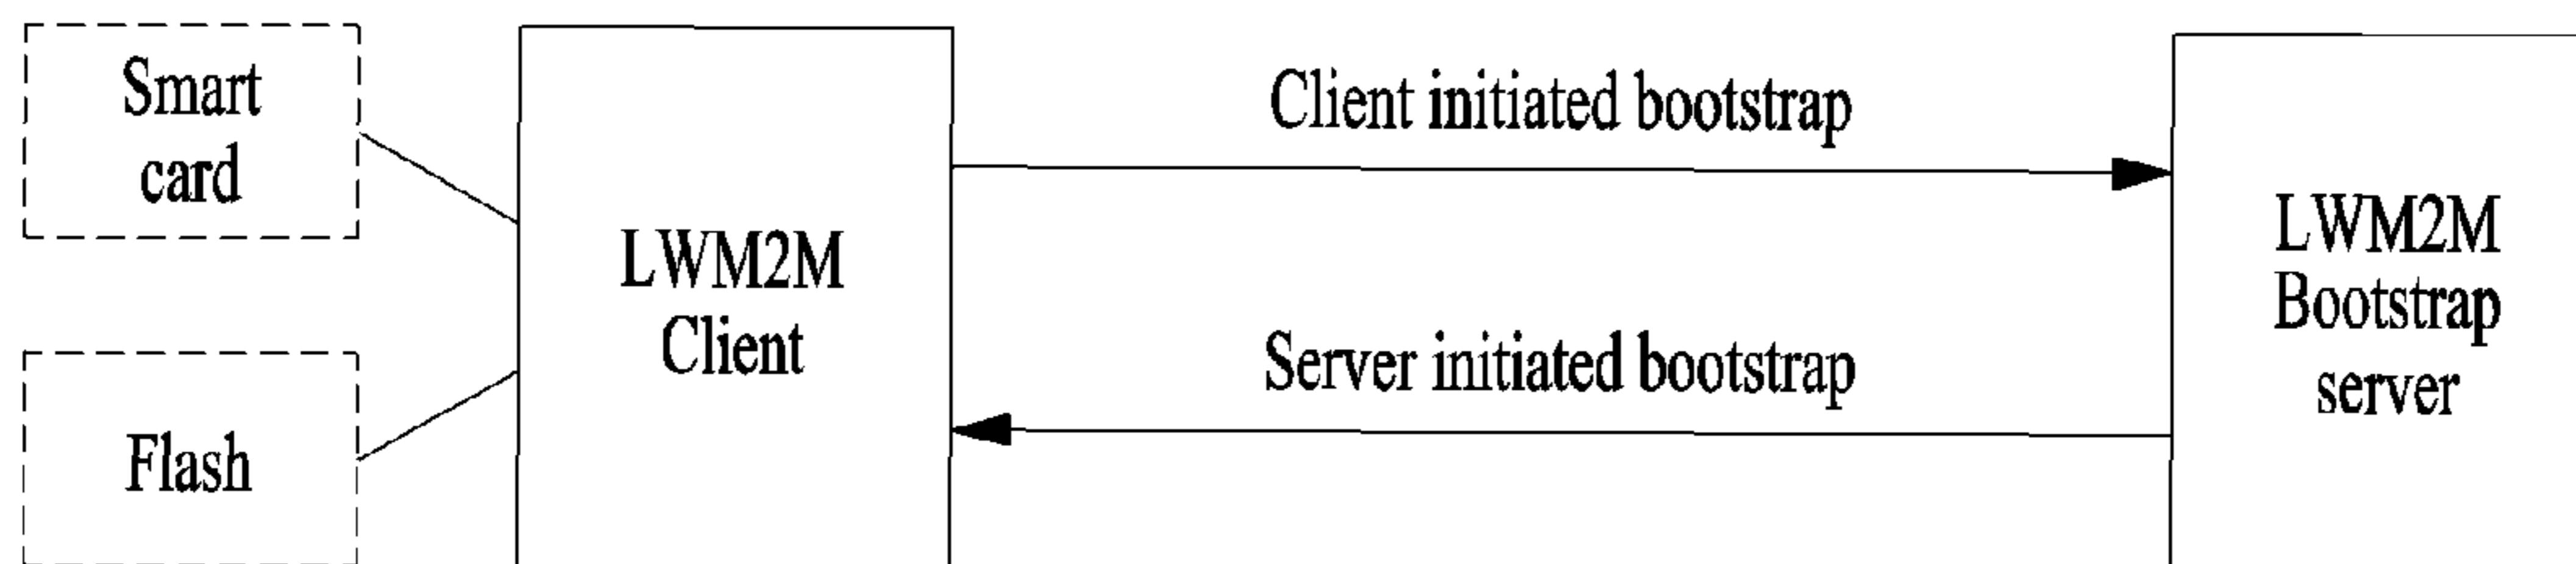 Smart
card
Flash
LWM2M
Client
Client initiated bootstrap
Server initiated bootstrap
LWM2M
Bootstrap
server